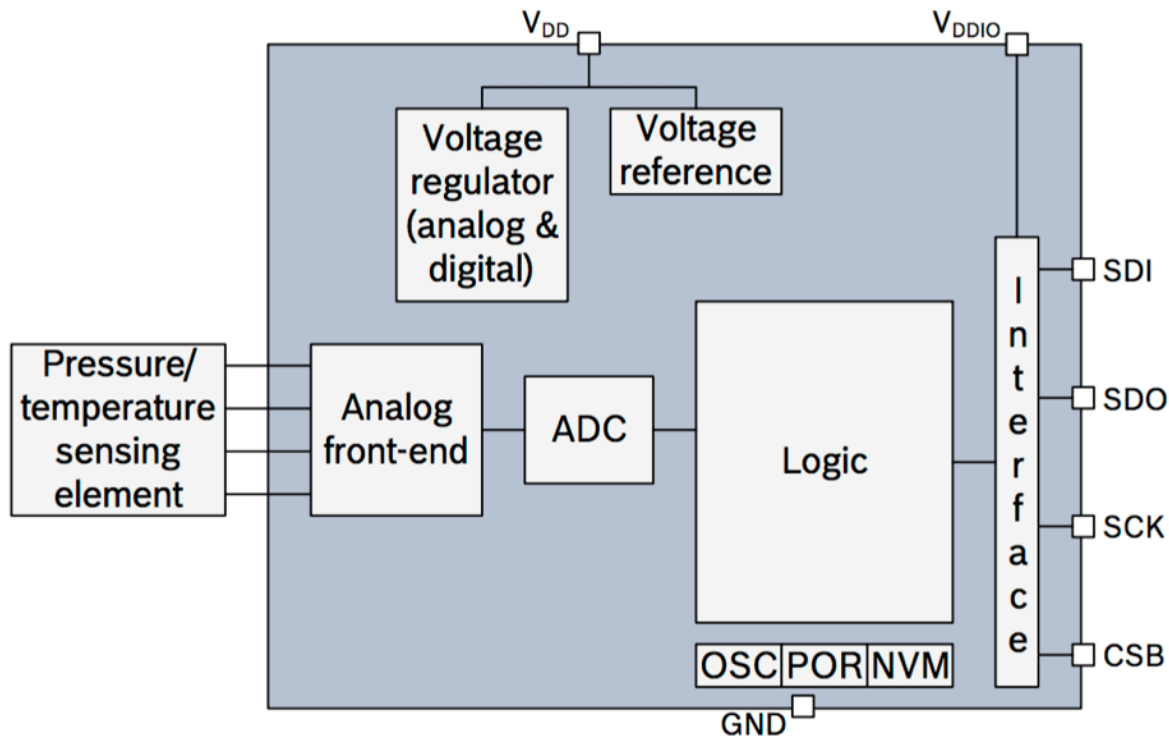 VDD
VDDIO
Voltage
regulator
(analog &
digital)
Voltage
reference
Pressure/
temperature
sensing
element
Analog
front-end
ADC
Logic
Interface
SDI
SDO
SCK
CSB
OSC POR NVM
GND